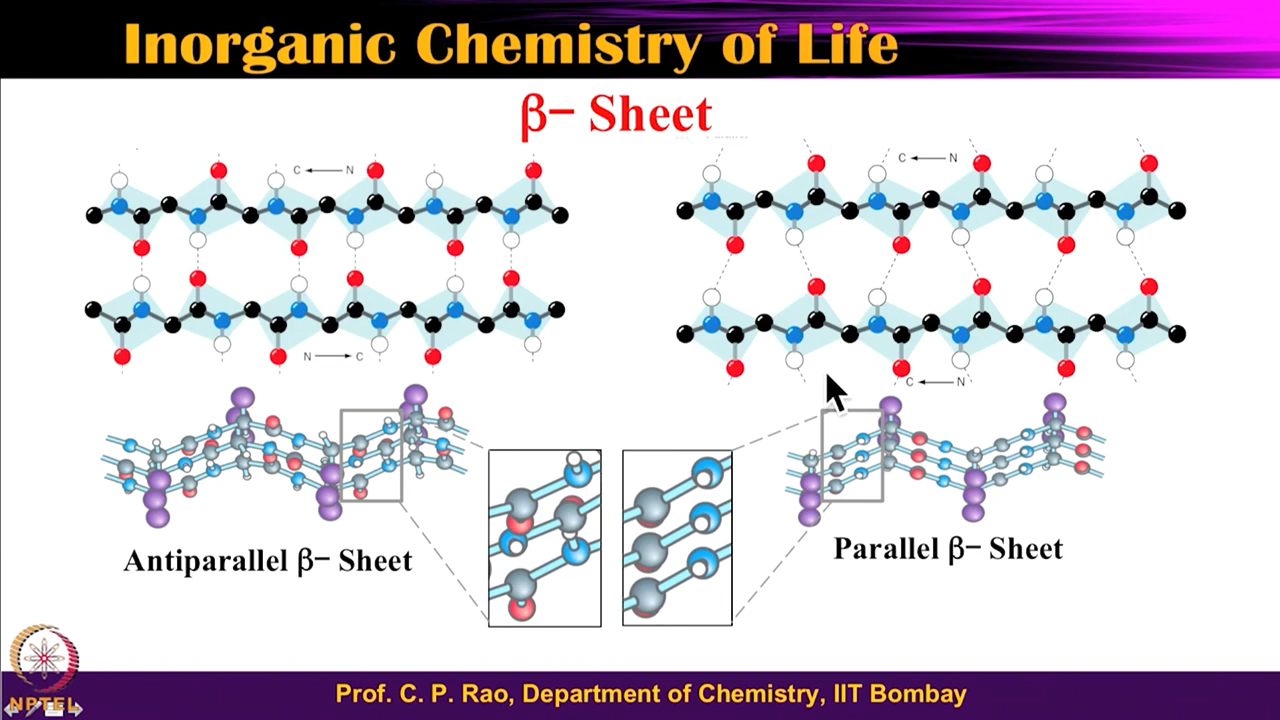 Inorganic Chemistry of Life
β– Sheet
C ← N
C ← N
N → C
C ← N
Antiparallel β– Sheet
Parallel β– Sheet
NPTEL
Prof. C. P. Rao, Department of Chemistry, IIT Bombay